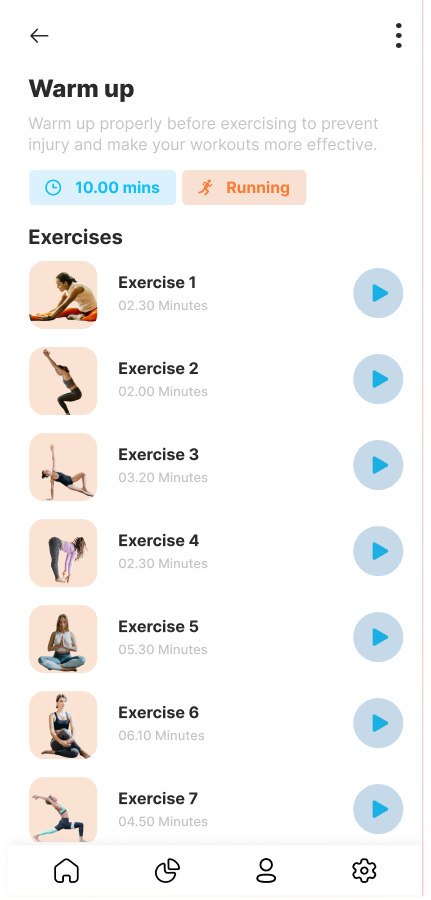 Warm up
Warm up properly before exercising to prevent
injury and make your workouts more effective.
10.00 mins
Running
Exercises
Exercise 1
02.30 Minutes
Exercise 2
02.00 Minutes
Exercise 3
03.20 Minutes
Exercise 4
02.30 Minutes
Exercise 5
05.30 Minutes
Exercise 6
06.10 Minutes
Exercise 7
04.50 Minutes